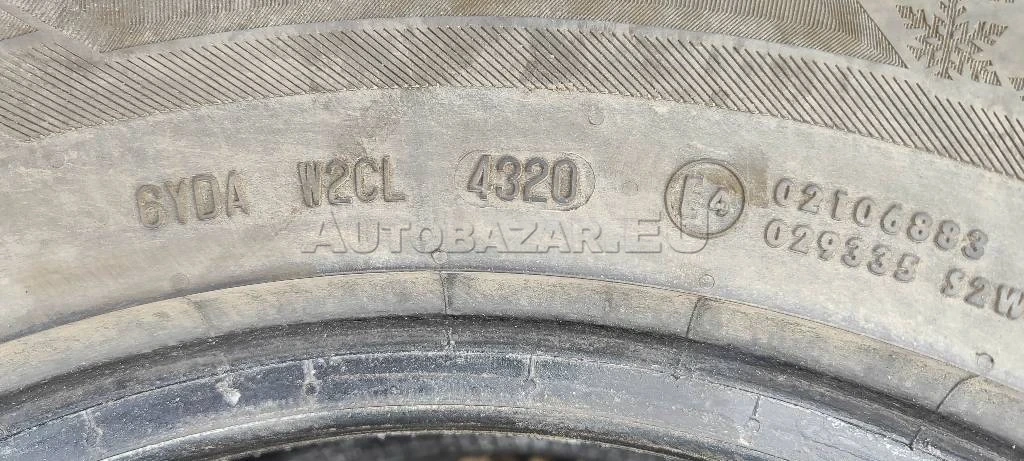 6YDA W2CL 4320 E4 02106883
029335 S2W
AUTOBAZAR.EU